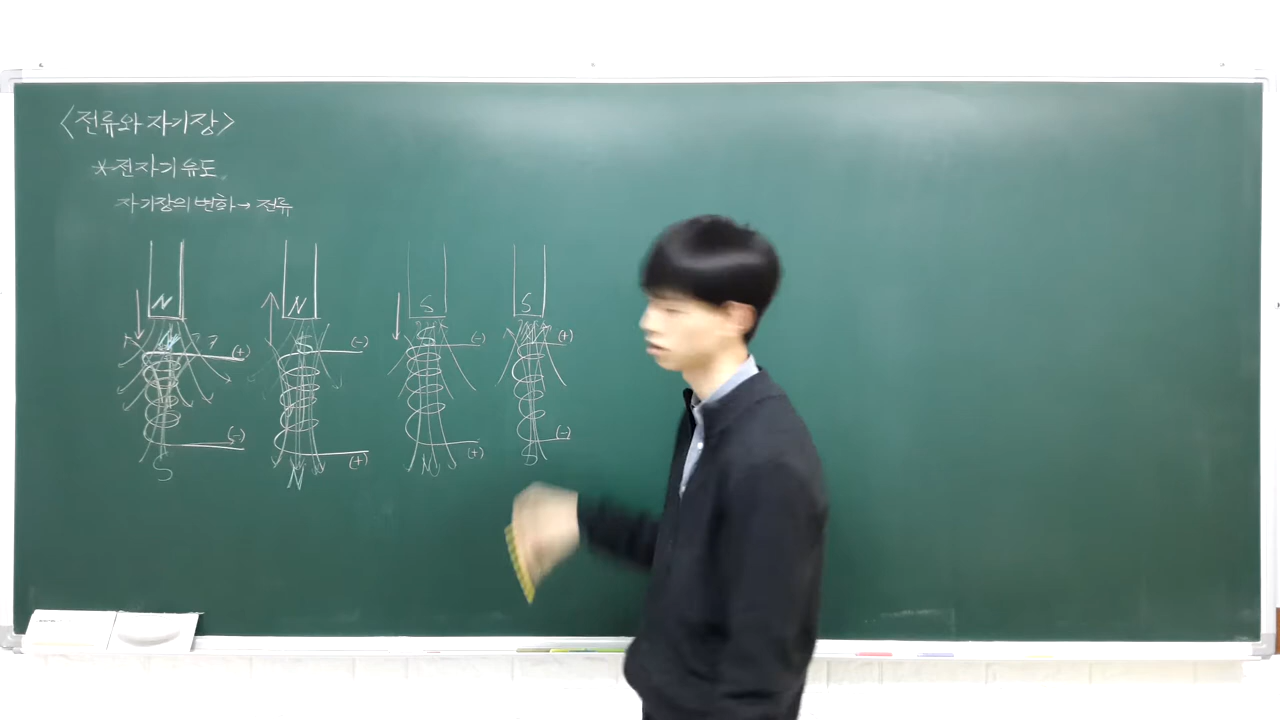 <전류와 자기장>
*전자기유도
자기장의 변화→전류
N N S S
N S S N
(+) (-) (-) (+)
(-) (+) (+) (-)
S N N S